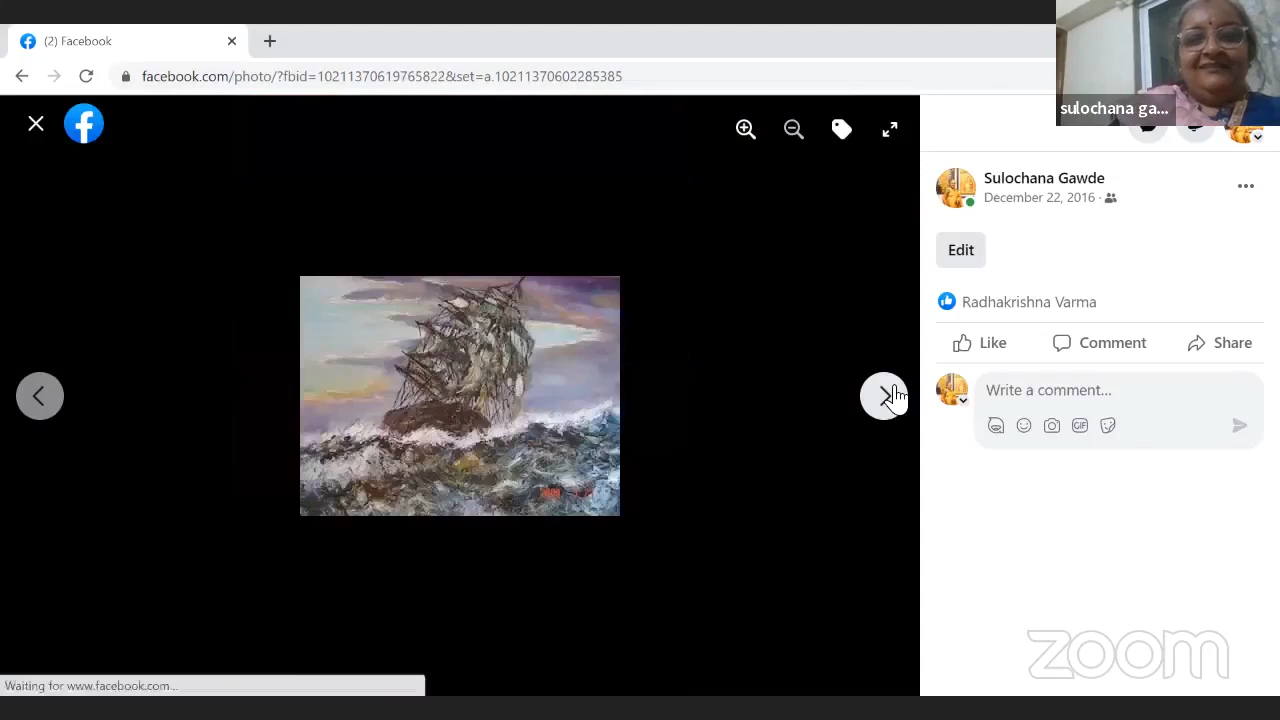 (2) Facebook
facebook.com/photo/?fbid=10211370619765822&set=a.10211370602285385
sulochana ga...
Sulochana Gawde
December 22, 2016 ·
Edit
Radhakrishna Varma
Like
Comment
Share
Write a comment...
GIF
zoom
Waiting for www.facebook.com...